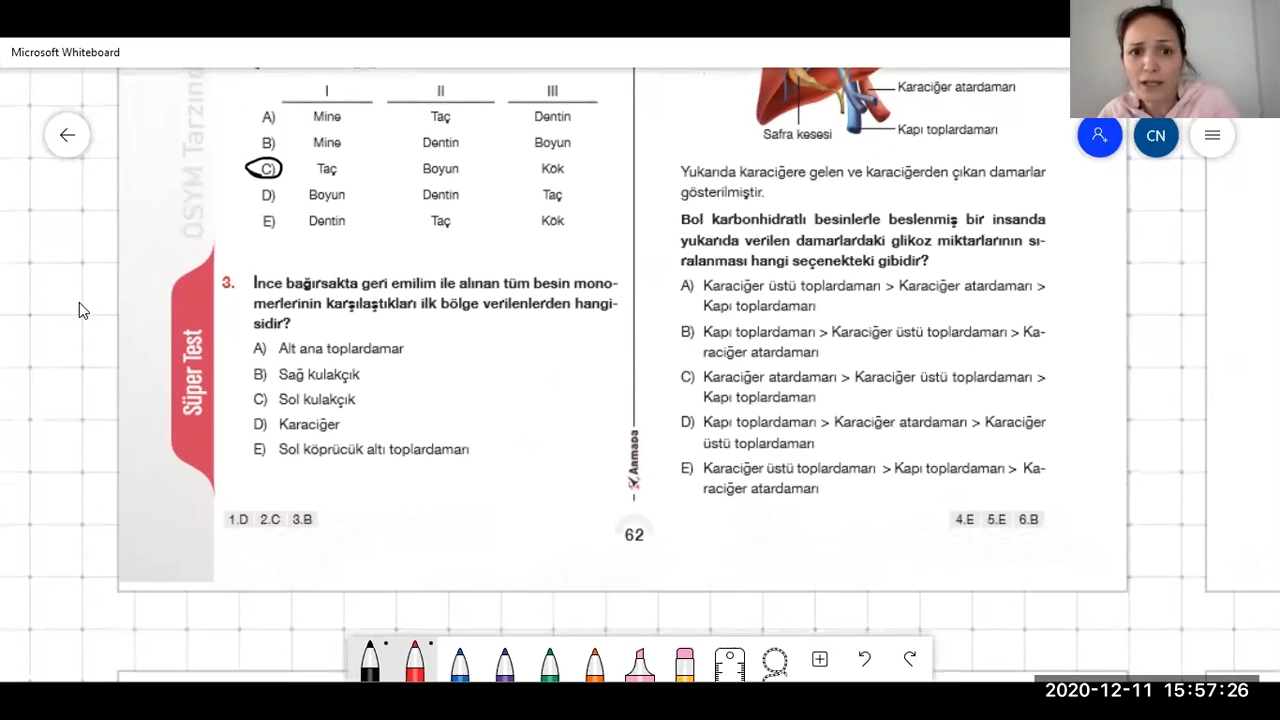 Microsoft Whiteboard
CN
ÖSYM Tarzında
Süper Test
I II III
A) Mine Taç Dentin
B) Mine Dentin Boyun
C) Taç Boyun Kök
D) Boyun Dentin Taç
E) Dentin Taç Kök
3. İnce bağırsakta geri emilim ile alınan tüm besin mono-
merlerinin karşılaştıkları ilk bölge verilenlerden hangi-
sidir?
A) Alt ana toplardamar
B) Sağ kulakçık
C) Sol kulakçık
D) Karaciğer
E) Sol köprücük altı toplardamarı
1.D 2.C 3.B
Armada
62
Karaciğer atardamarı
Safra kesesi
Kapı toplardamarı
Yukarıda karaciğere gelen ve karaciğerden çıkan damarlar
gösterilmiştir.
Bol karbonhidratlı besinlerle beslenmiş bir insanda
yukarıda verilen damarlardaki glikoz miktarlarının sı-
ralanması hangi seçenekteki gibidir?
A) Karaciğer üstü toplardamarı > Karaciğer atardamarı >
Kapı toplardamarı
B) Kapı toplardamarı > Karaciğer üstü toplardamarı > Ka-
raciğer atardamarı
C) Karaciğer atardamarı > Karaciğer üstü toplardamarı >
Kapı toplardamarı
D) Kapı toplardamarı > Karaciğer atardamarı > Karaciğer
üstü toplardamarı
E) Karaciğer üstü toplardamarı > Kapı toplardamarı > Ka-
raciğer atardamarı
4.E 5.E 6.B
2020-12-11 15:57:26